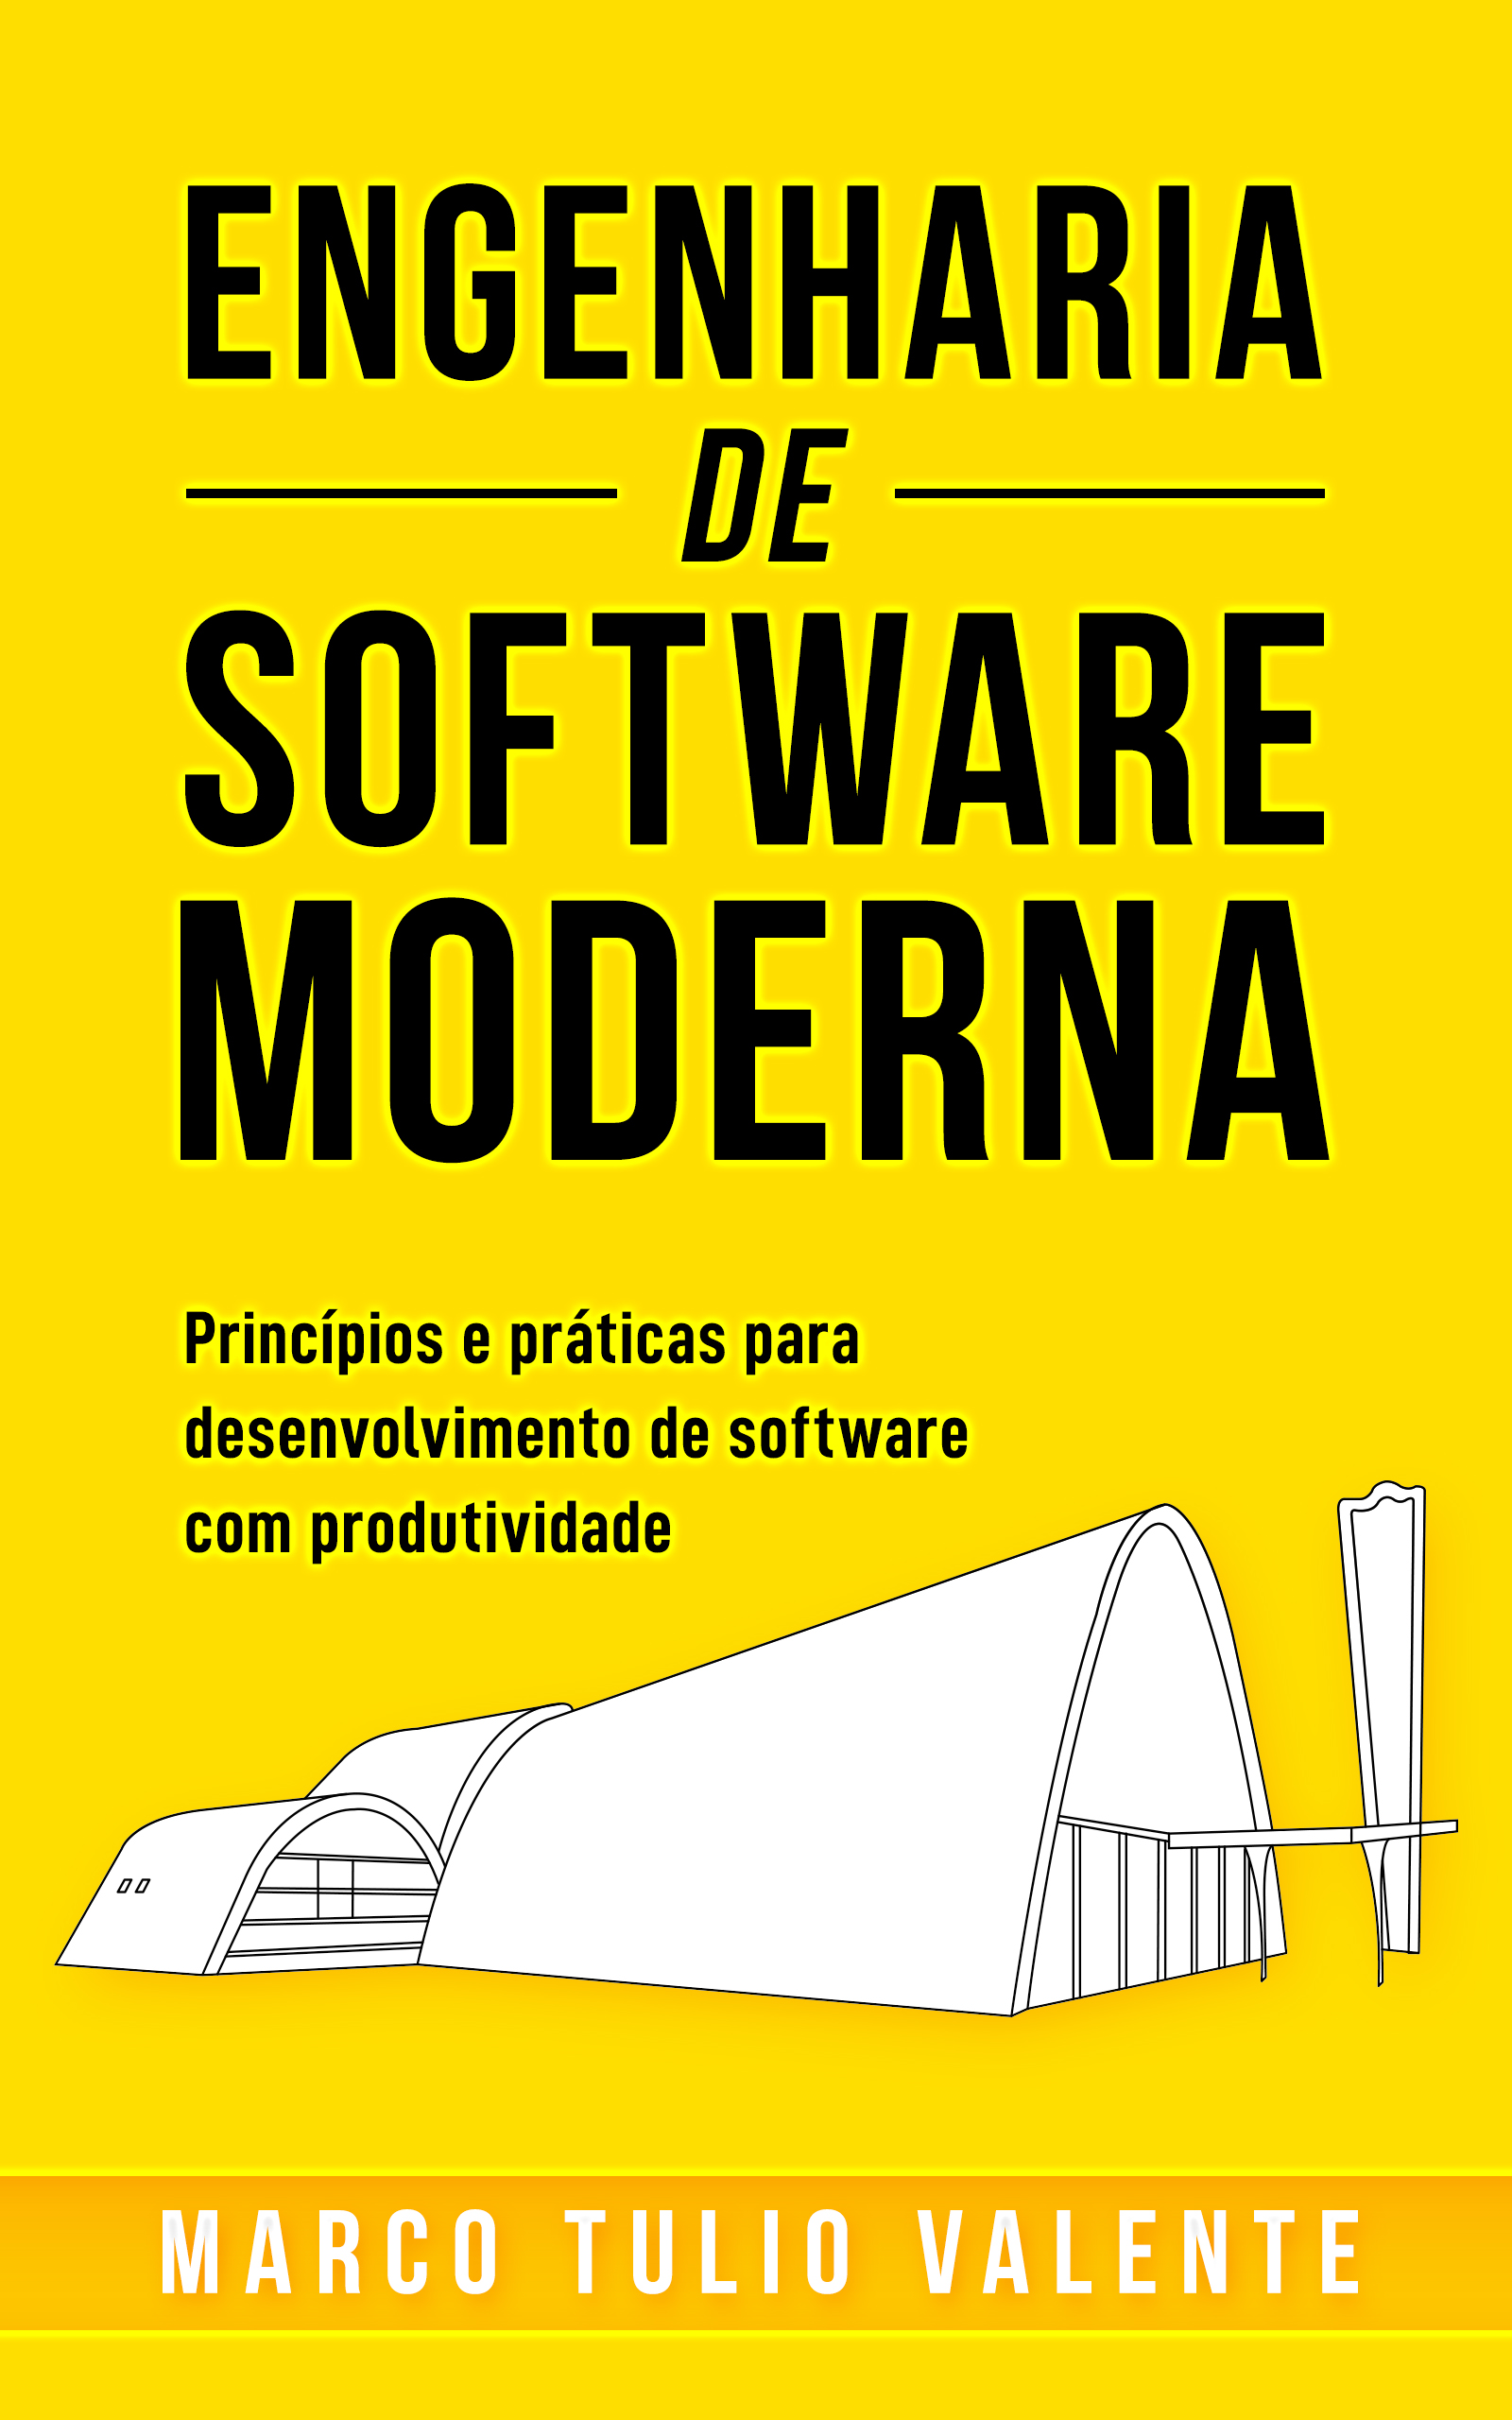 ENGENHARIA
DE
SOFTWARE
MODERNA
Princípios e práticas para
desenvolvimento de software
com produtividade
MARCO TULIO VALENTE